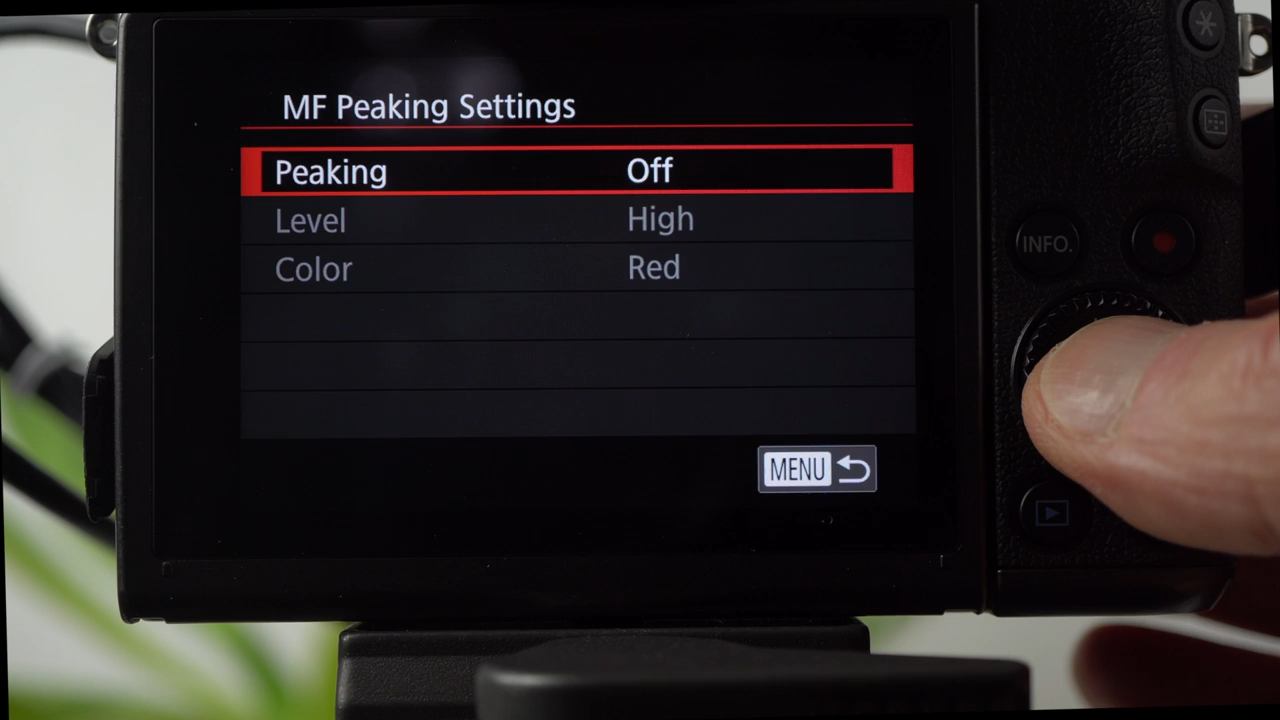 MF Peaking Settings
Peaking Off
Level High
Color Red
MENU
INFO.